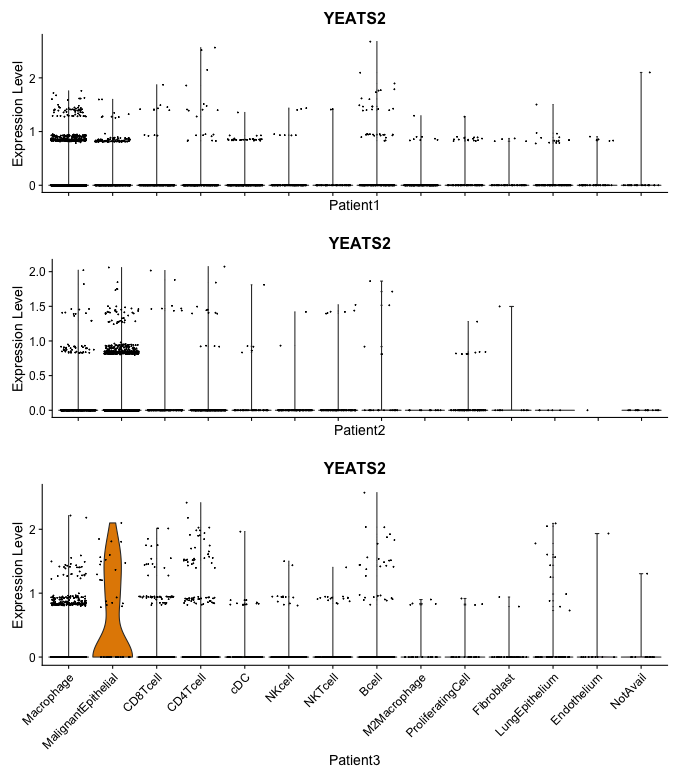 YEATS2
Expression Level
2
1
0
Patient1
YEATS2
Expression Level
2.0
1.5
1.0
0.5
0.0
Patient2
YEATS2
Expression Level
2
1
0
Macrophage
MalignantEpithelial
CD8Tcell
CD4Tcell
cDC
NKcell
NKTcell
Bcell
M2Macrophage
ProliferatingCell
Fibroblast
LungEpithelium
Endothelium
NotAvail
Patient3